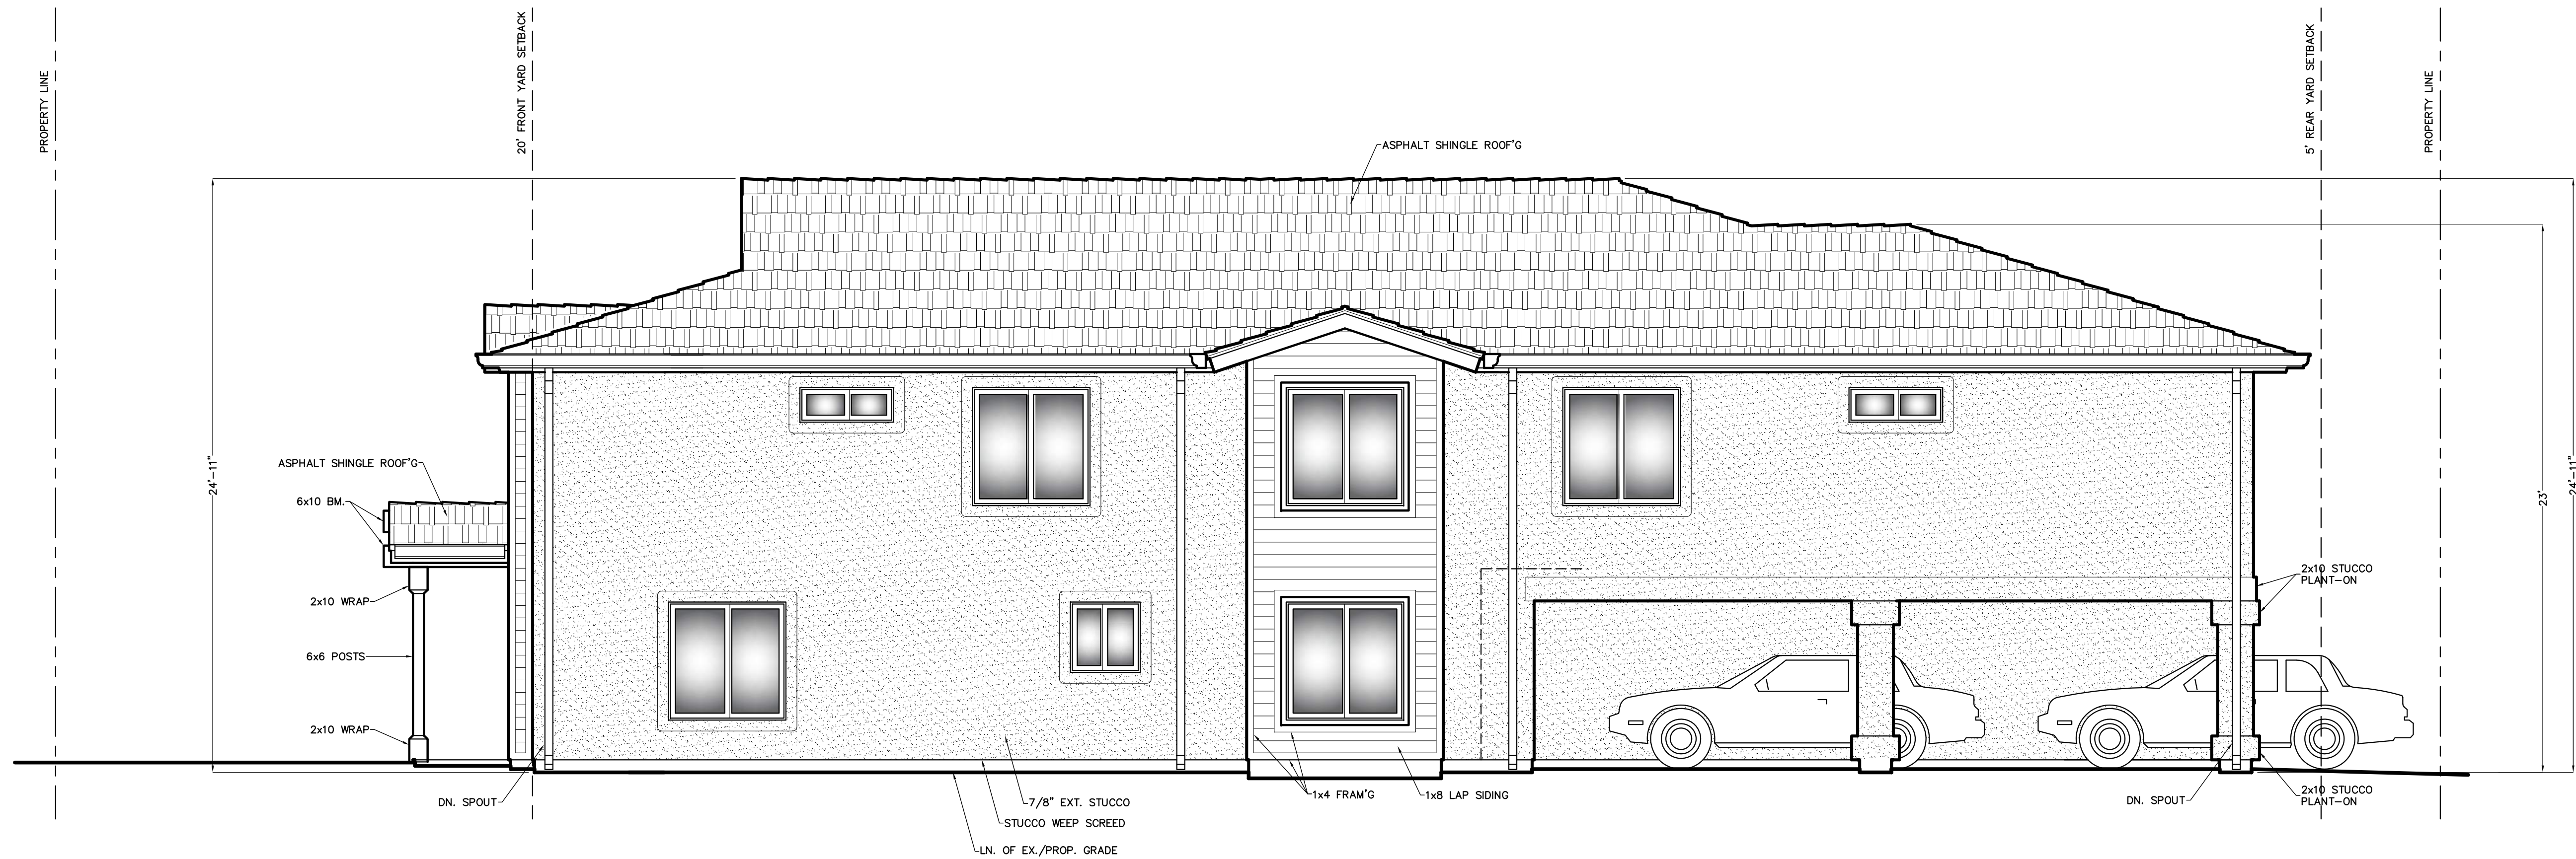 PROPERTY LINE
20' FRONT YARD SETBACK
5' REAR YARD SETBACK
PROPERTY LINE
ASPHALT SHINGLE ROOF'G
24'-11"
ASPHALT SHINGLE ROOF'G
6x10 BM.
2x10 WRAP
6x6 POSTS
2x10 WRAP
23'
24'-11"
2x10 STUCCO
PLANT-ON
DN. SPOUT
7/8" EXT. STUCCO
STUCCO WEEP SCREED
LN. OF EX./PROP. GRADE
1x4 FRAM'G
1x8 LAP SIDING
DN. SPOUT
2x10 STUCCO
PLANT-ON